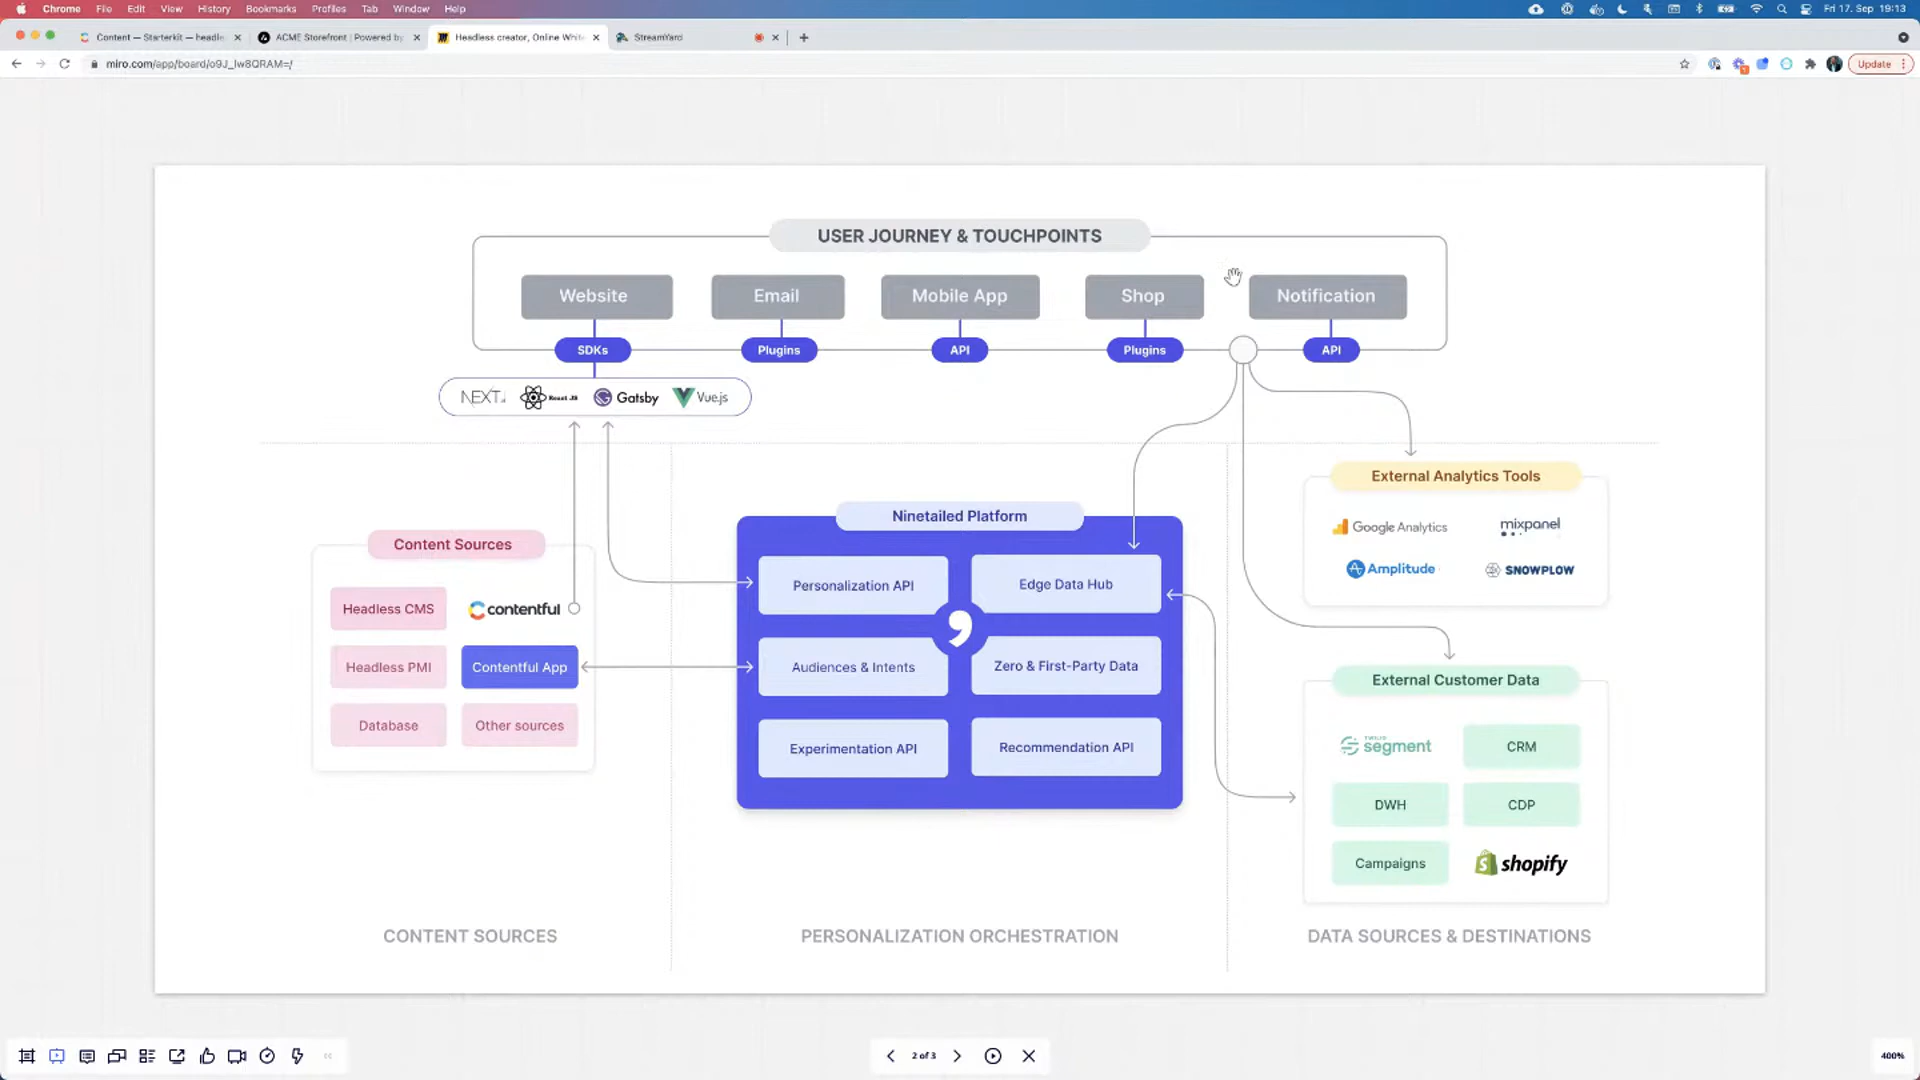 Chrome File Edit View History Bookmarks Profiles Tab Window Help
Fri 17. Sep 19:13
Content — Starterkit — headle
ACME Storefront | Powered by
Headless creator, Online White
StreamYard
miro.com/app/board/o9J_lw8QRAM=/
Update
USER JOURNEY & TOUCHPOINTS
Website
Email
Mobile App
Shop
Notification
SDKs
Plugins
API
Plugins
API
NEXT.
React JS
Gatsby
Vue.js
External Analytics Tools
Google Analytics
mixpanel
Amplitude
SNOWPLOW
Content Sources
Headless CMS
contentful
Headless PMI
Contentful App
Database
Other sources
Ninetailed Platform
Personalization API
Edge Data Hub
Audiences & Intents
Zero & First-Party Data
Experimentation API
Recommendation API
External Customer Data
segment
CRM
DWH
CDP
Campaigns
shopify
CONTENT SOURCES
PERSONALIZATION ORCHESTRATION
DATA SOURCES & DESTINATIONS
2 of 3
400%